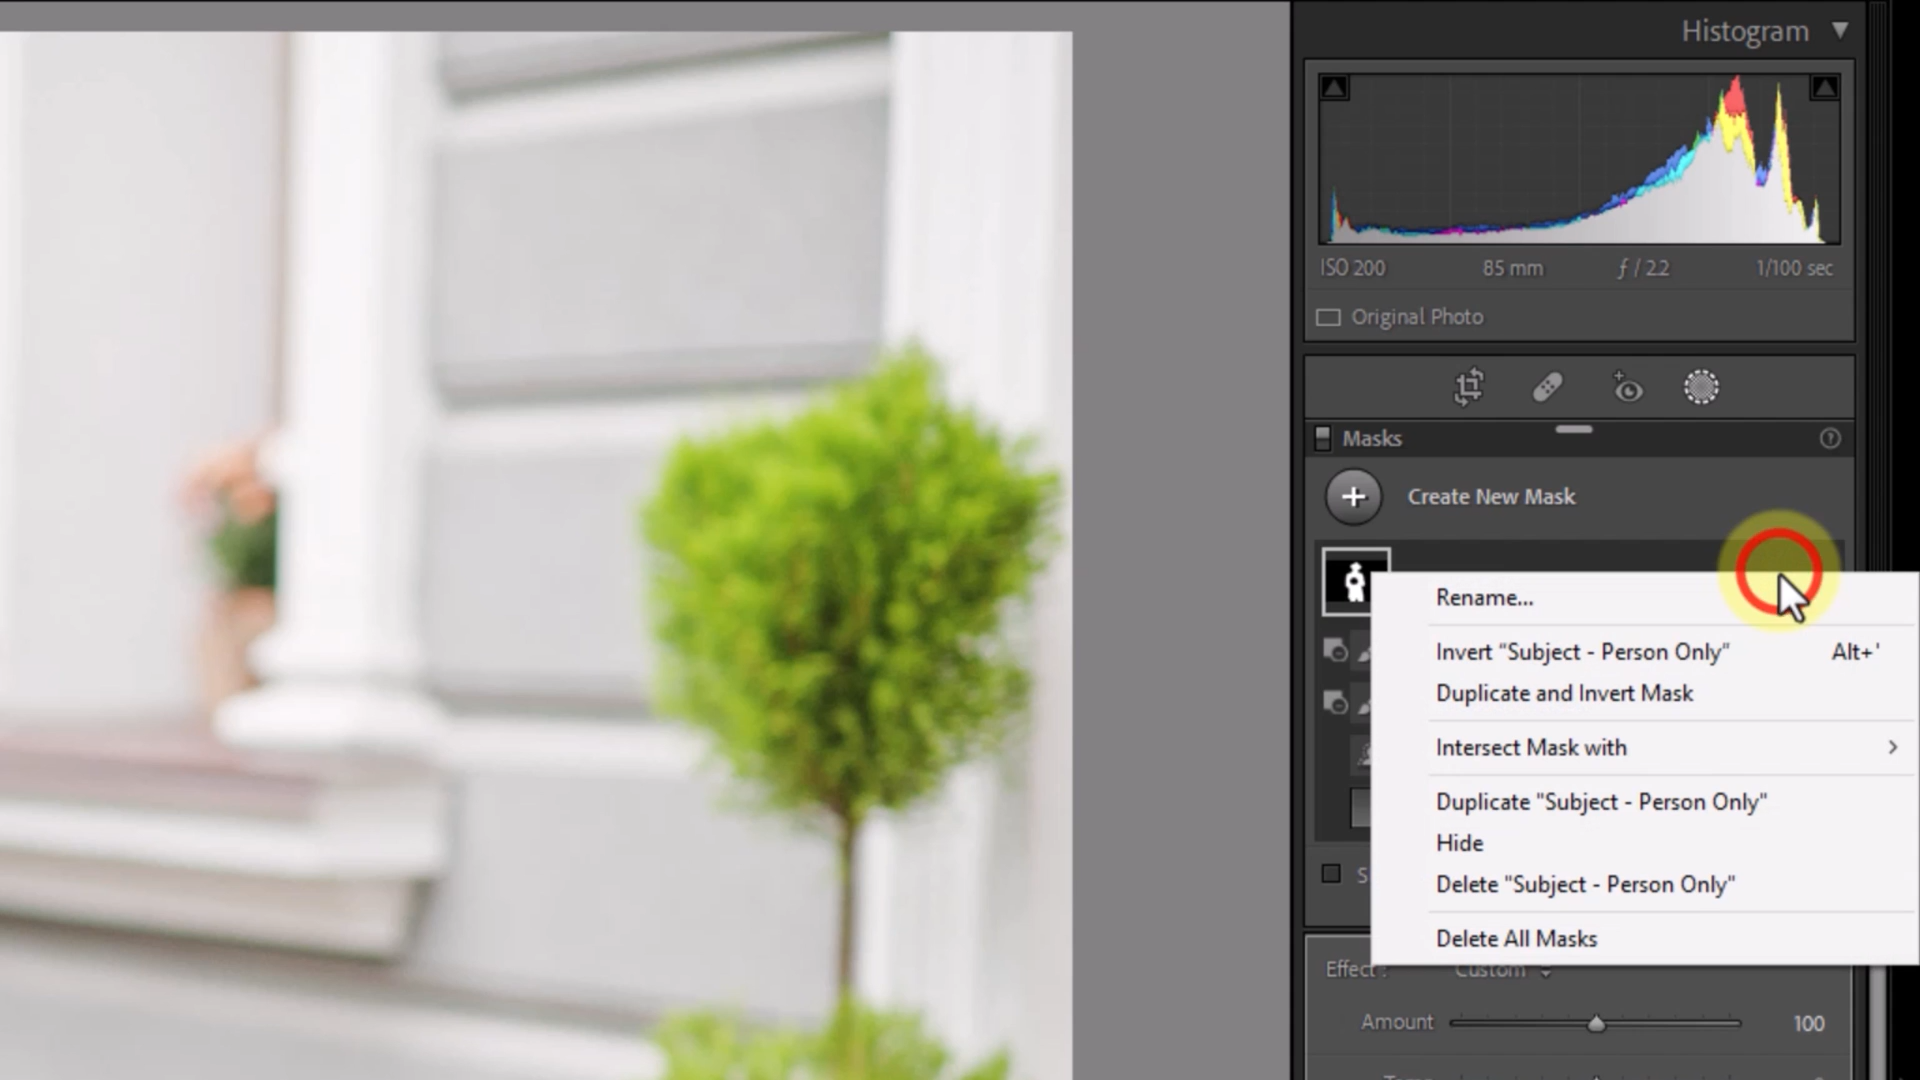 Histogram
ISO 200 85 mm ƒ / 2.2 1/100 sec
Original Photo
Masks
Create New Mask
Rename...
Invert "Subject - Person Only" Alt+'
Duplicate and Invert Mask
Intersect Mask with
Duplicate "Subject - Person Only"
Hide
S
Delete "Subject - Person Only"
Delete All Masks
Effect : Custom
Amount 100